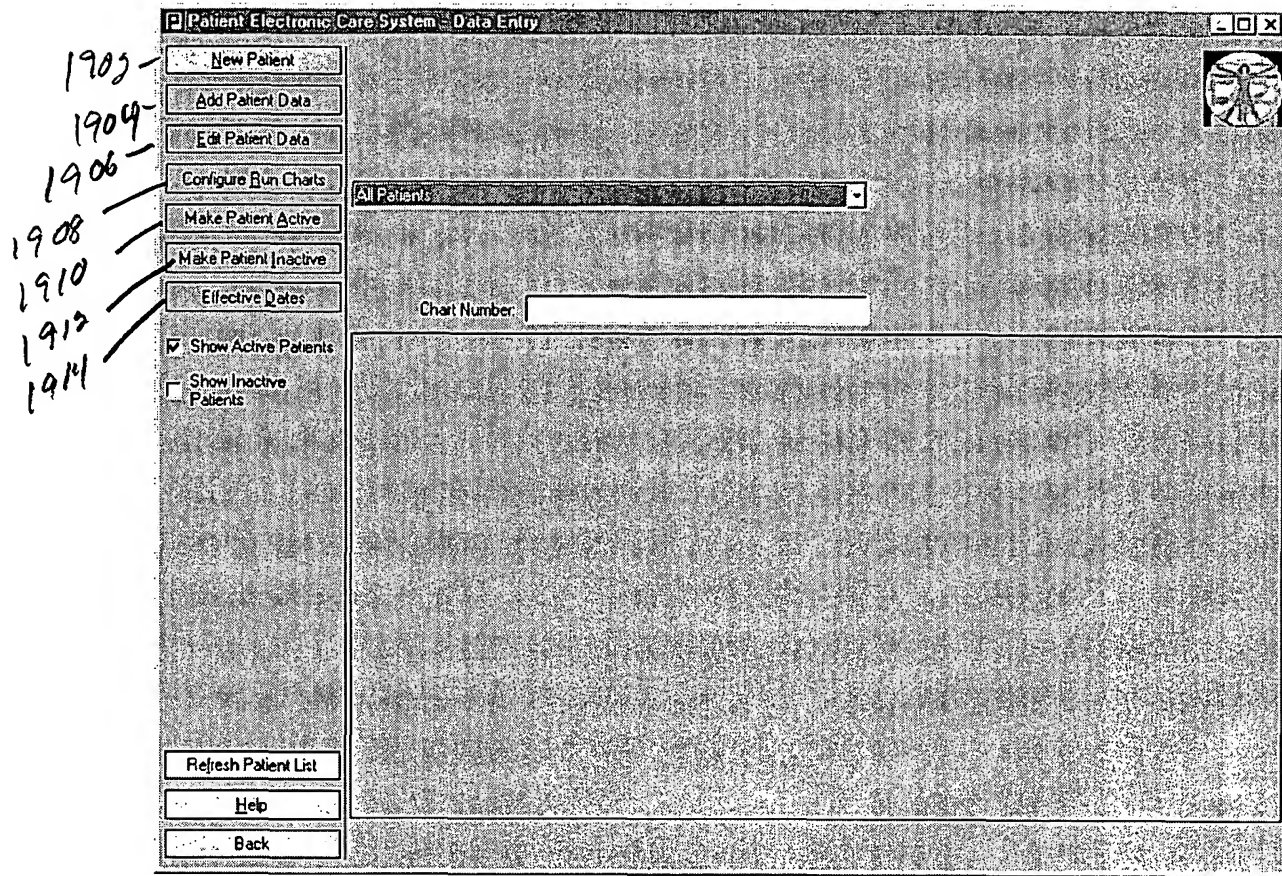 Patient Electronic Care System - Data Entry
1902
New Patient
1904
Add Patient Data
1906
Edit Patient Data
1908
Configure Run Charts
All Patients
1910
Make Patient Active
1912
Make Patient Inactive
1914
Effective Dates
Chart Number:
Show Active Patients
Show Inactive
Patients
Refresh Patient List
Help
Back